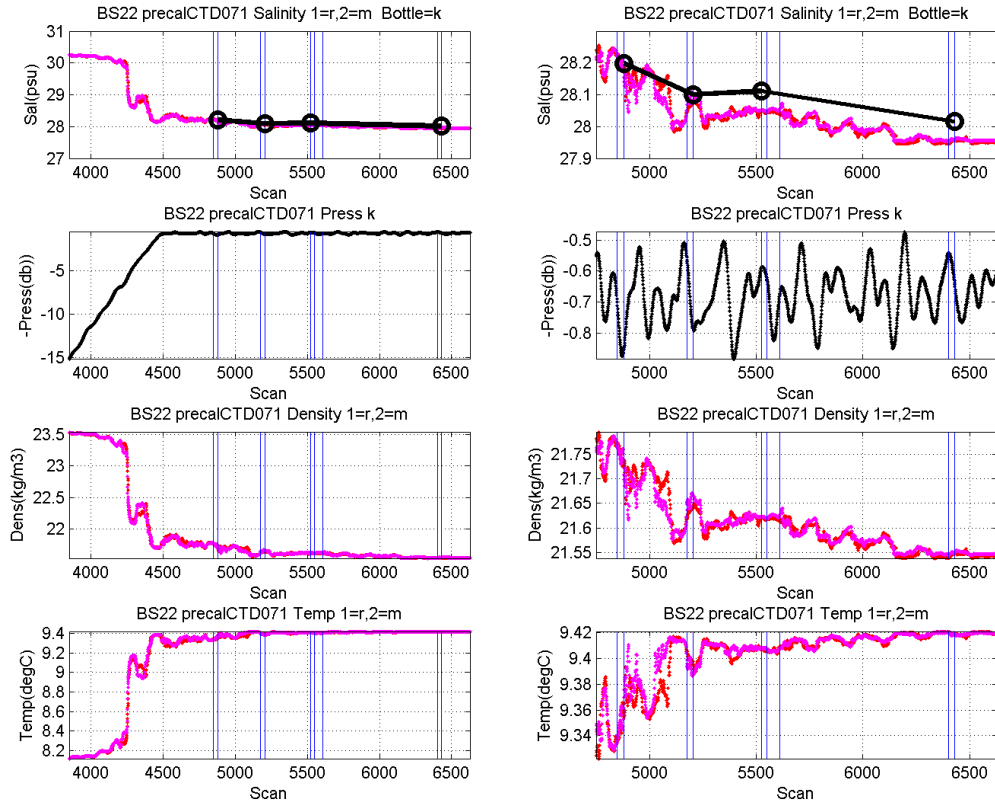 BS22 precalCTD071 Salinity 1=r,2=m  Bottle=k
31
30
29
28
27
Sal(psu)
4000 4500 5000 5500 6000 6500
Scan
BS22 precalCTD071 Salinity 1=r,2=m  Bottle=k
28.2
28.1
28
27.9
Sal(psu)
5000 5500 6000 6500
Scan
BS22 precalCTD071 Press k
-5
-10
-15
-Press(db))
4000 4500 5000 5500 6000 6500
Scan
BS22 precalCTD071 Press k
-0.5
-0.6
-0.7
-0.8
-Press(db))
5000 5500 6000 6500
Scan
BS22 precalCTD071 Density 1=r,2=m
23.5
23
22.5
22
Dens(kg/m3)
4000 4500 5000 5500 6000 6500
Scan
BS22 precalCTD071 Density 1=r,2=m
21.75
21.7
21.65
21.6
21.55
Dens(kg/m3)
5000 5500 6000 6500
Scan
BS22 precalCTD071 Temp 1=r,2=m
9.4
9.2
9
8.8
8.6
8.4
8.2
Temp(degC)
4000 4500 5000 5500 6000 6500
Scan
BS22 precalCTD071 Temp 1=r,2=m
9.42
9.4
9.38
9.36
9.34
Temp(degC)
5000 5500 6000 6500
Scan